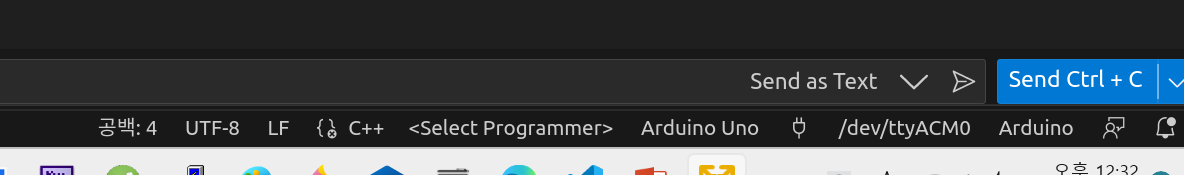 Send as Text
Send Ctrl + C
공백: 4 UTF-8 LF {} C++ <Select Programmer> Arduino Uno /dev/ttyACM0 Arduino
오후 12:32